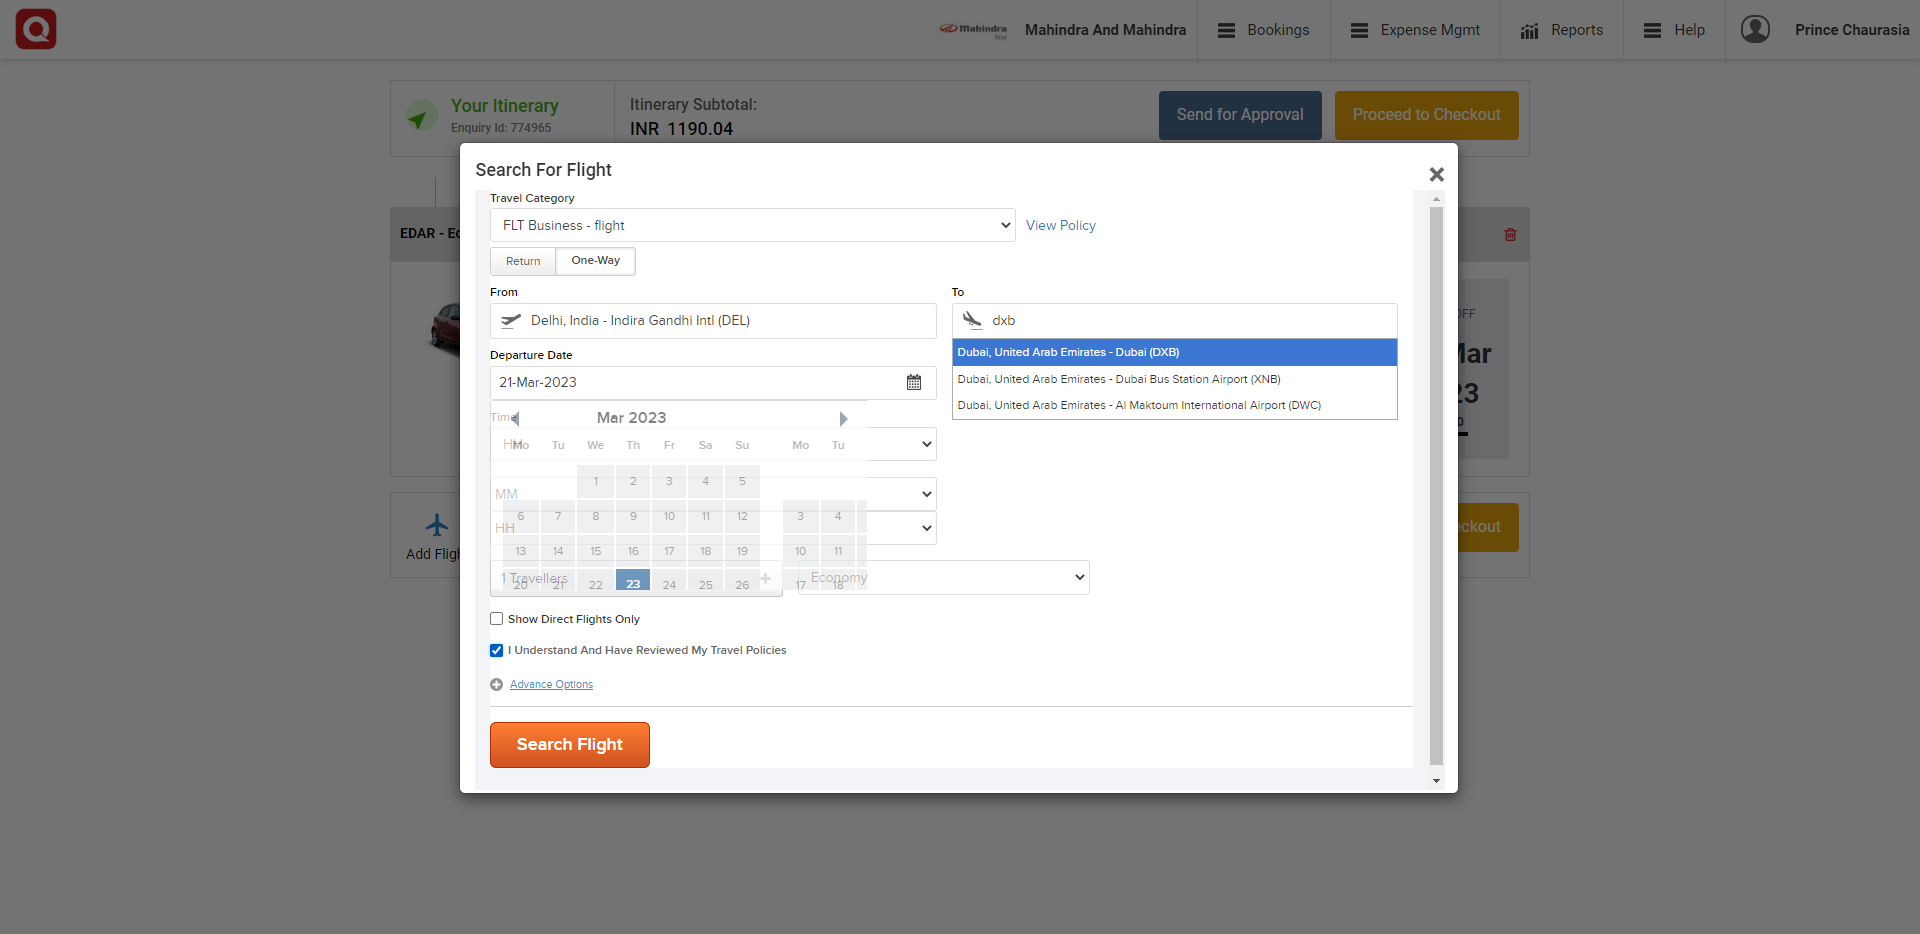 Mahindra
Rise
Mahindra And Mahindra
Bookings
Expense Mgmt
Reports
Help
Prince Chaurasia
Your Itinerary
Enquiry Id: 774965
Itinerary Subtotal:
INR 1190.04
Send for Approval
Proceed to Checkout
Search For Flight
Travel Category
FLT Business - flight
View Policy
EDAR
Return
One-Way
From
To
Delhi, India - Indira Gandhi Intl (DEL)
dxb
Departure Date
Dubai, United Arab Emirates - Dubai (DXB)
21-Mar-2023
Dubai, United Arab Emirates - Dubai Bus Station Airport (XNB)
Dubai, United Arab Emirates - Al Maktoum International Airport (DWC)
Time
Mar 2023
HH
Mo Tu We Th Fr Sa Su Mo Tu
1 2 3 4 5
MM
6 7 8 9 10 11 12 3 4
HH
13 14 15 16 17 18 19 10 11
Add Fligh
1 Travellers
Economy
20 21 22 23 24 25 26 17 18
Show Direct Flights Only
I Understand And Have Reviewed My Travel Policies
Advance Options
Search Flight